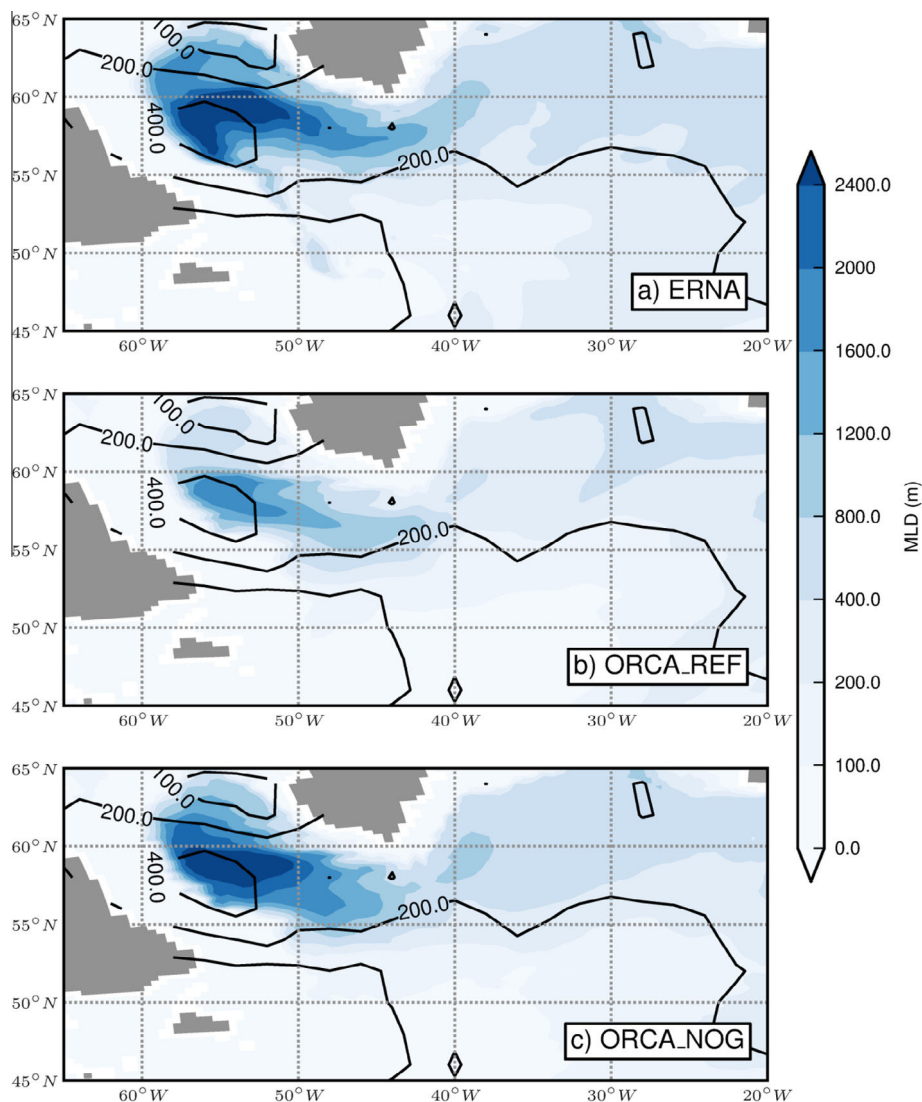 65°N
60°N
55°N
50°N
45°N
100.0
200.0
400.0
200.0
a) ERNA
60°W
50°W
40°W
30°W
20°W
65°N
60°N
55°N
50°N
45°N
100.0
200.0
400.0
200.0
b) ORCA_REF
60°W
50°W
40°W
30°W
20°W
65°N
60°N
55°N
50°N
45°N
100.0
200.0
400.0
200.0
c) ORCA_NOG
60°W
50°W
40°W
30°W
20°W
2400.0
2000
1600.0
1200.0
800.0
400.0
200.0
100.0
0.0
MLD (m)